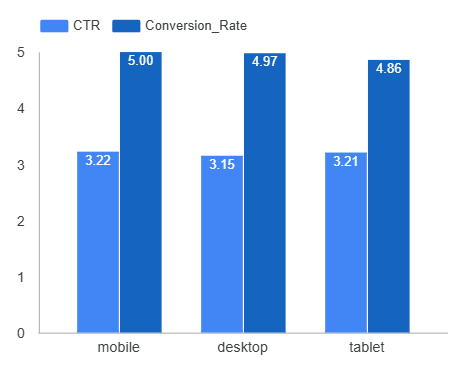 CTR Conversion_Rate
5
5.00 4.97 4.86
4
3.22 3.15 3.21
3
2
1
0
mobile desktop tablet